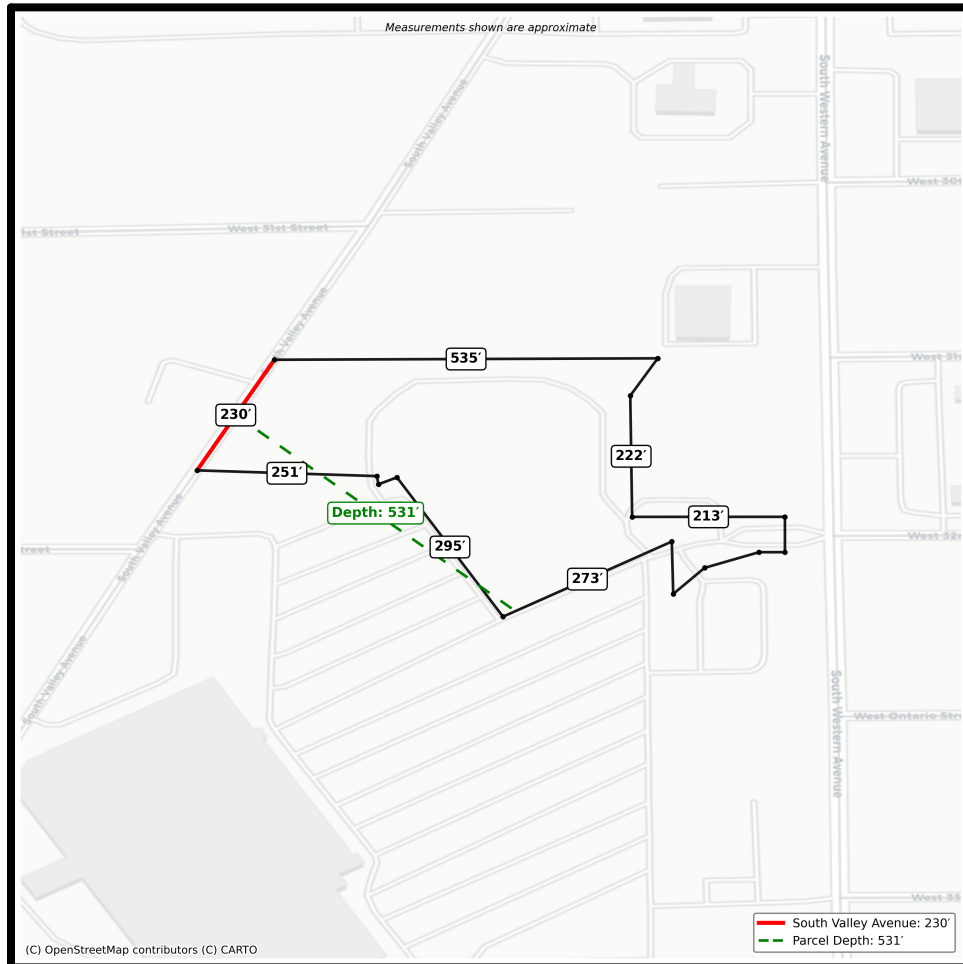 Measurements shown are approximate
South Valley Avenue
South Western Avenue
West 30t
1st Street
West 31st Street
South Valley Avenue
West 31s
535′
230′
222′
251′
Depth: 531′
213′
295′
273′
South Valley Avenue
treet
West 32n
South Valley Avenue
South Western Avenue
West Ontario Stre
West 33
South Valley Avenue: 230′
Parcel Depth: 531′
(C) OpenStreetMap contributors (C) CARTO